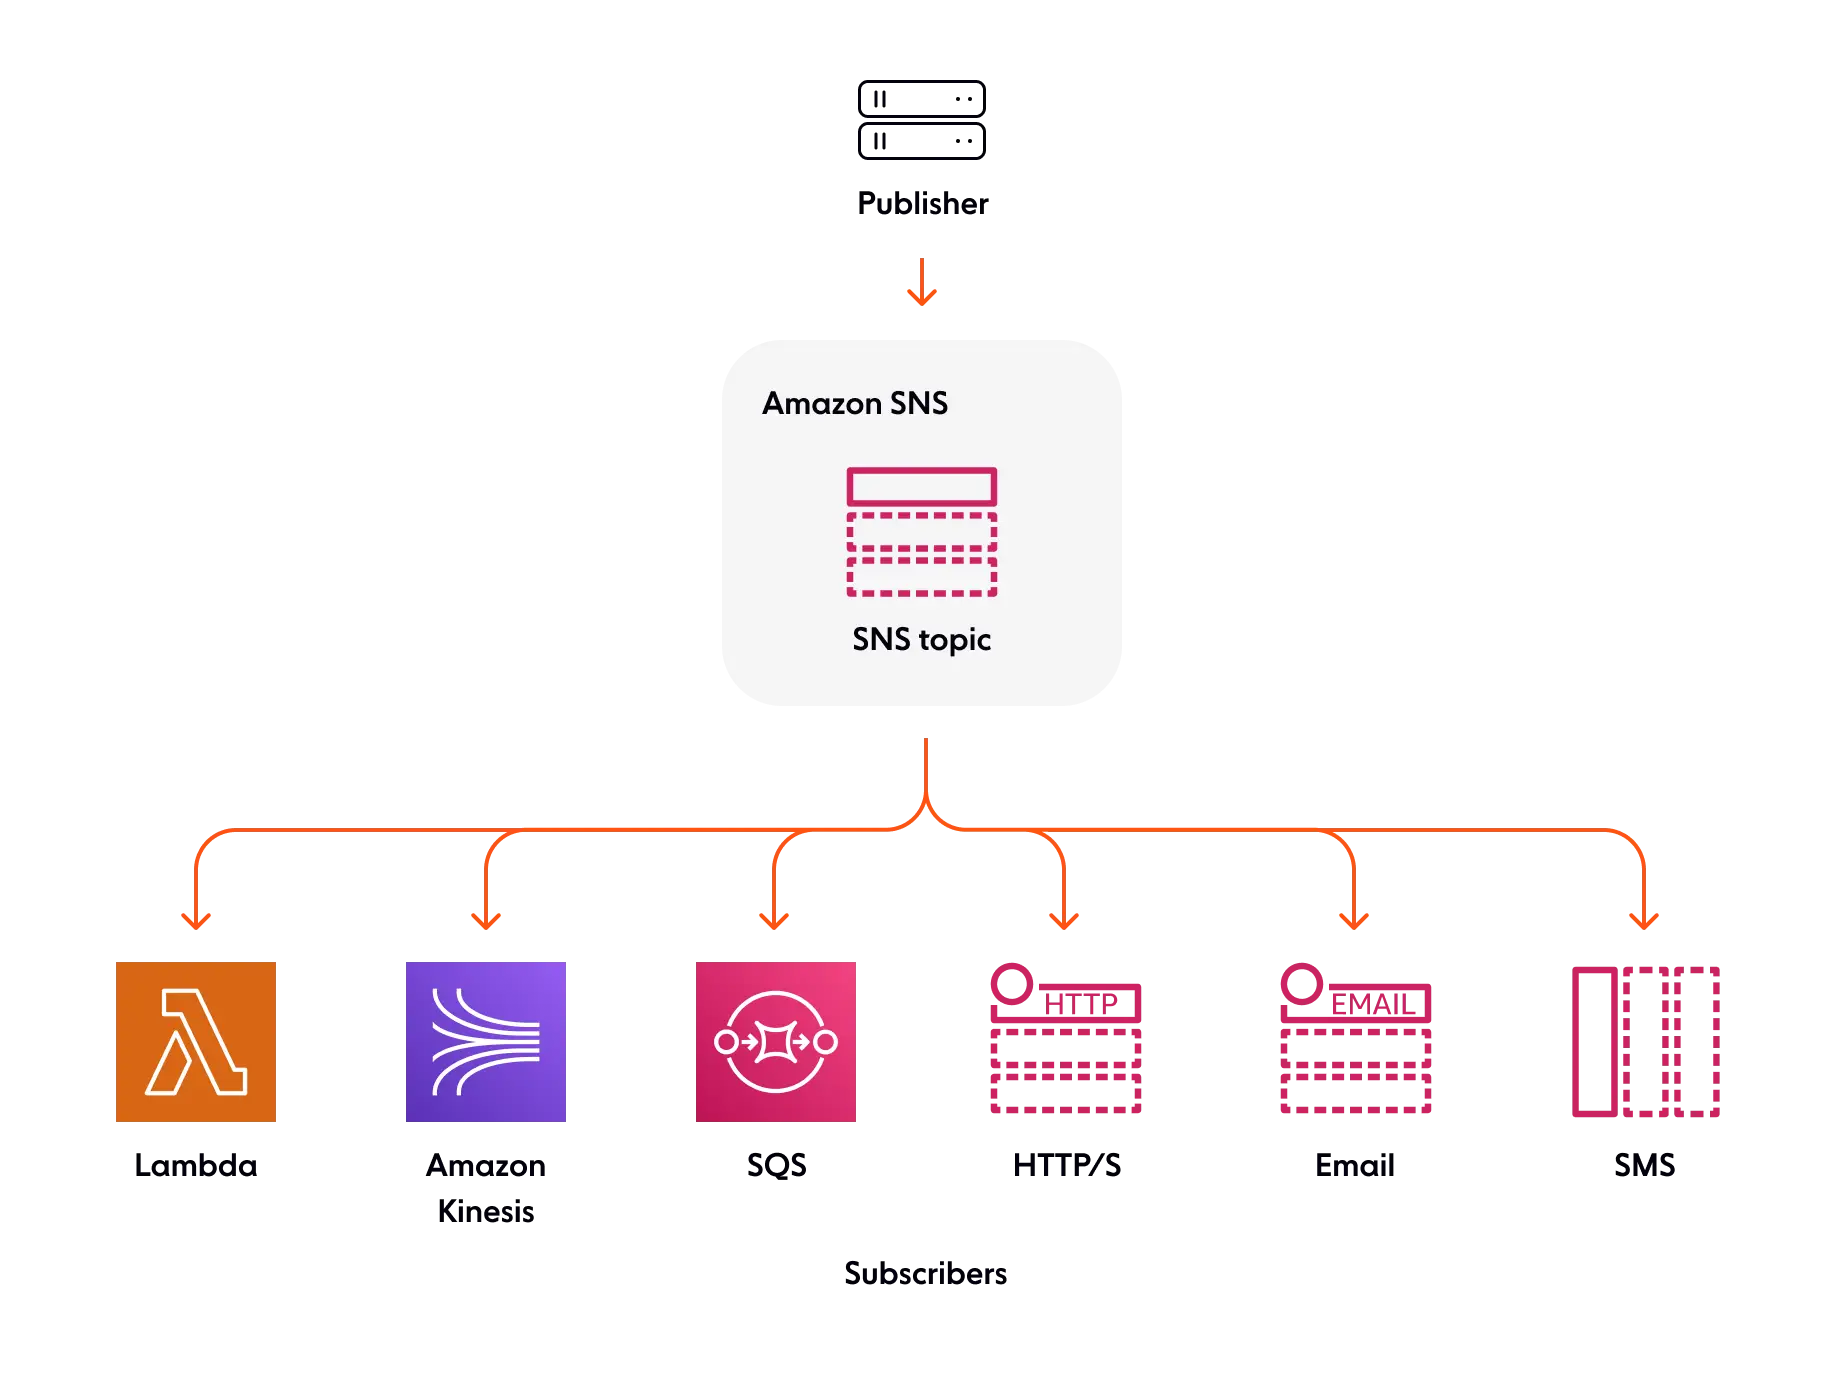 Publisher
Amazon SNS
SNS topic
HTTP
EMAIL
Lambda
Amazon
Kinesis
SQS
HTTP/S
Email
SMS
Subscribers